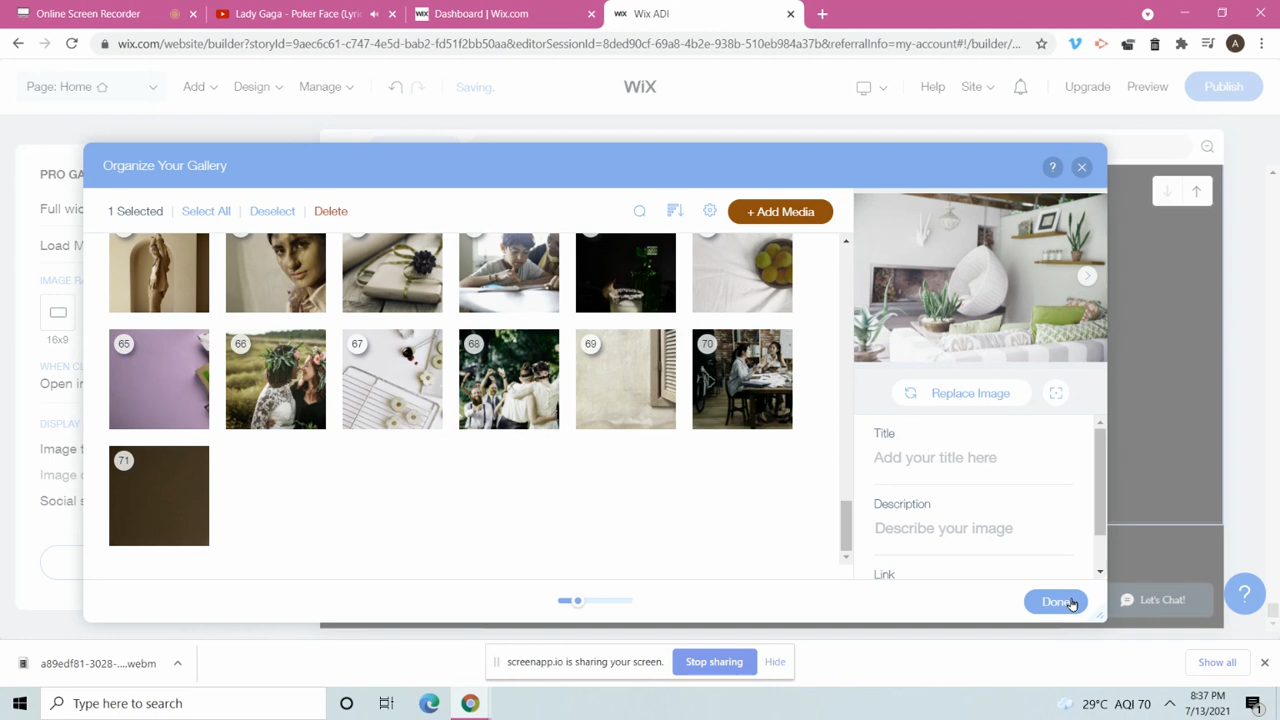 Online Screen Recorder
Lady Gaga - Poker Face (Lyric
WiX Dashboard | Wix.com
WiX Wix ADI
wix.com/website/builder?storyId=9aec6c61-c747-4e5d-bab2-fd51f2bb50aa&editorSessionId=8ded90cf-69a8-4b2e-938b-510eb984a37b&referralInfo=my-account#!/builder/...
A
Page: Home
Add
Design
Manage
Saving.
WiX
Help
Site
Upgrade
Preview
Publish
Organize Your Gallery
?
1 Selected
Select All
Deselect
Delete
+ Add Media
PRO GA
Full wid
Load M
IMAGE RA
16x9
WHEN CL
Open in
DISPLAY
Image t
Image d
Social s
65
66
67
68
69
70
71
Replace Image
Title
Add your title here
Description
Describe your image
Link
Done
Let's Chat!
?
a89edf81-3028-....webm
screenapp.io is sharing your screen.
Stop sharing
Hide
Show all
Type here to search
29°C AQI 70
8:37 PM
7/13/2021
1